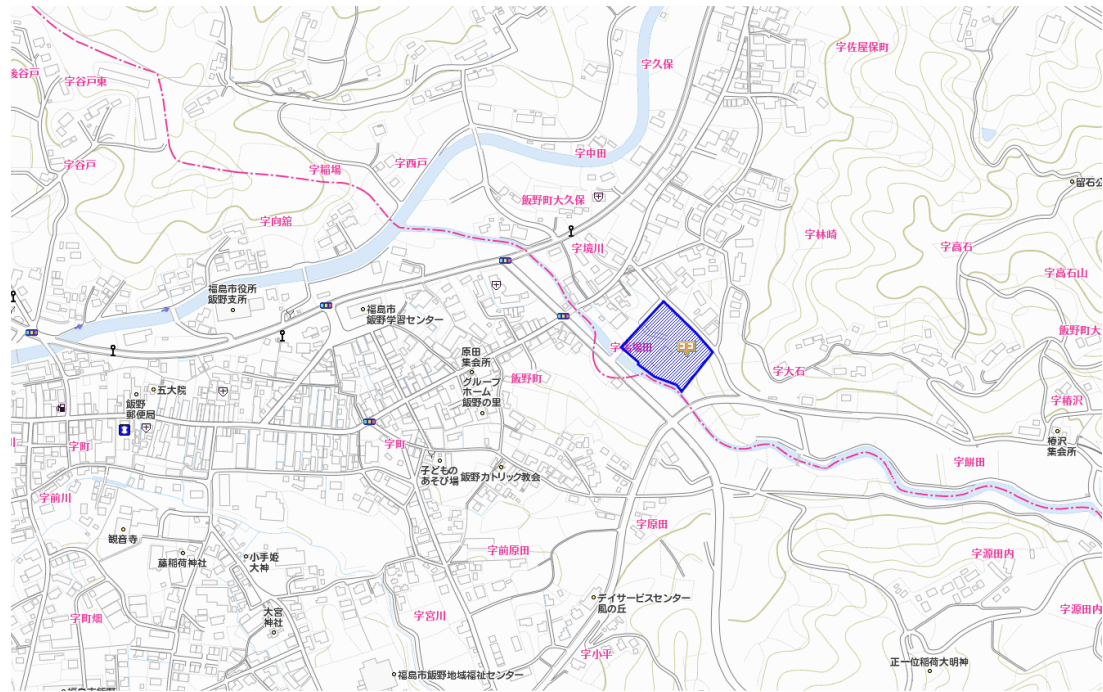 字佐屋保町
字久保
後谷戸
字谷戸東
字谷戸
字稲場
字西戸
字中田
留石公
飯野町大久保
字向舘
字境川
字林崎
字高石
字高石山
福島市役所
飯野支所
福島市
飯野学習センター
飯野町大
原田
集会所
ココ
飯野町
字大石
グループ
ホーム
飯野の里
五大院
飯野
郵便局
字椿沢
椿沢
集会所
字町
字町
字餅田
子どもの
あそび場
飯野カトリック教会
字前川
字原田
観音寺
藤稲荷神社
小手姫
大神
字前原田
字源田内
デイサービスセンター
風の丘
大宮
神社
字町畑
字宮川
字源田内
字小平
正一位稲荷大明神
福島市飯野地域福祉センター
福島市飯野